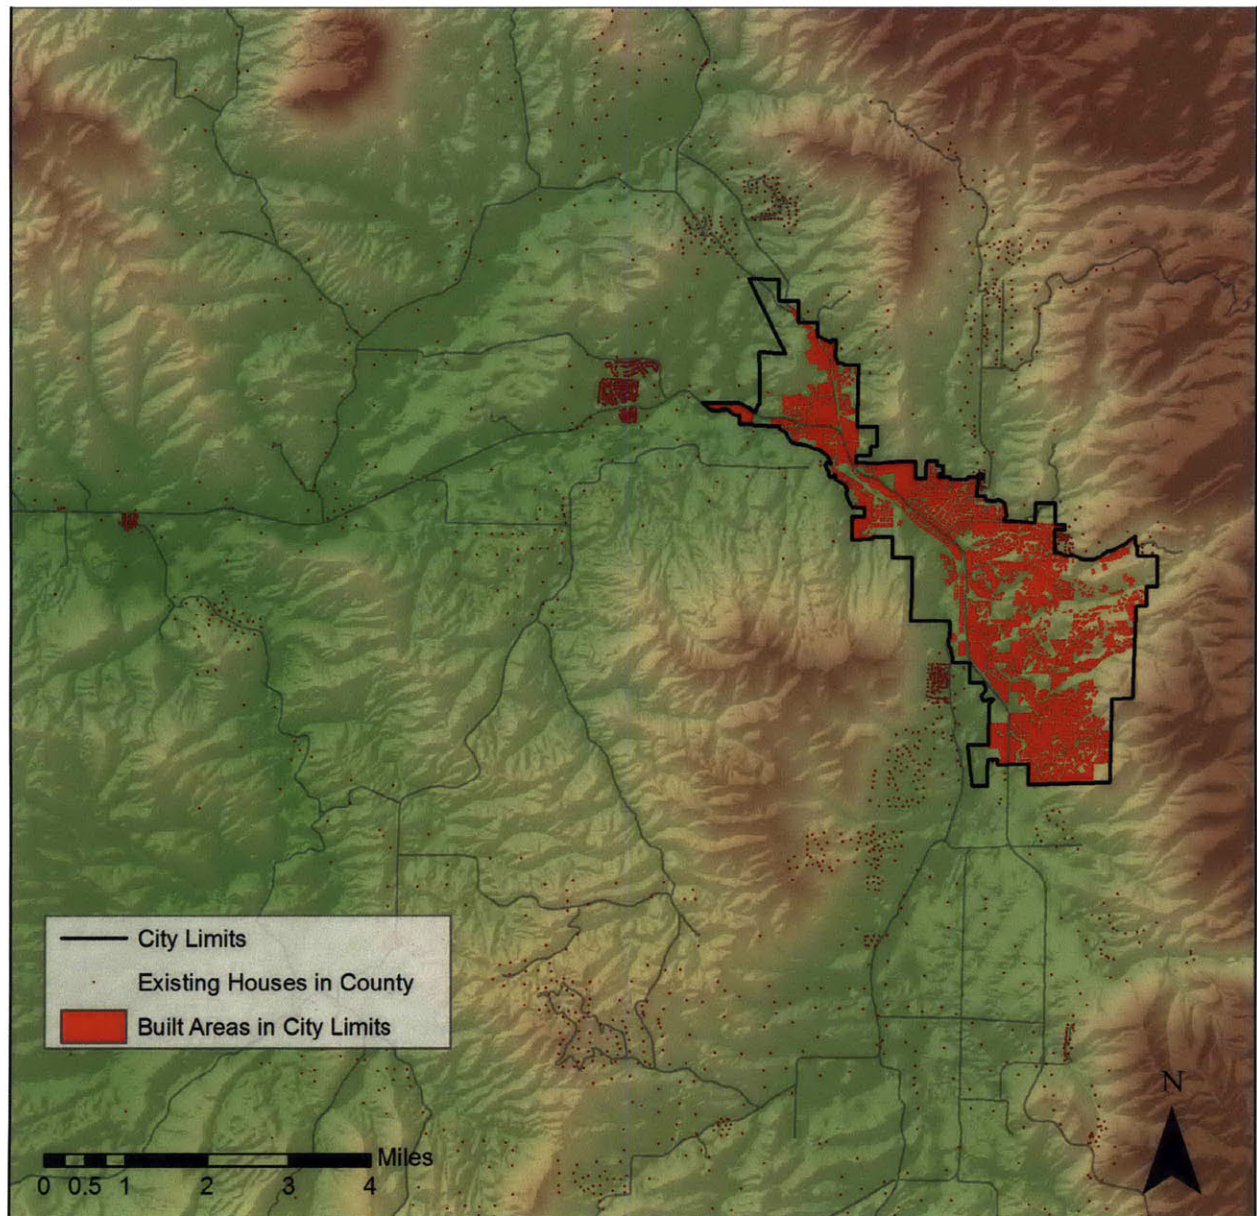 City Limits
Existing Houses in County
Built Areas in City Limits
N
Miles
0 0.5 1 2 3 4